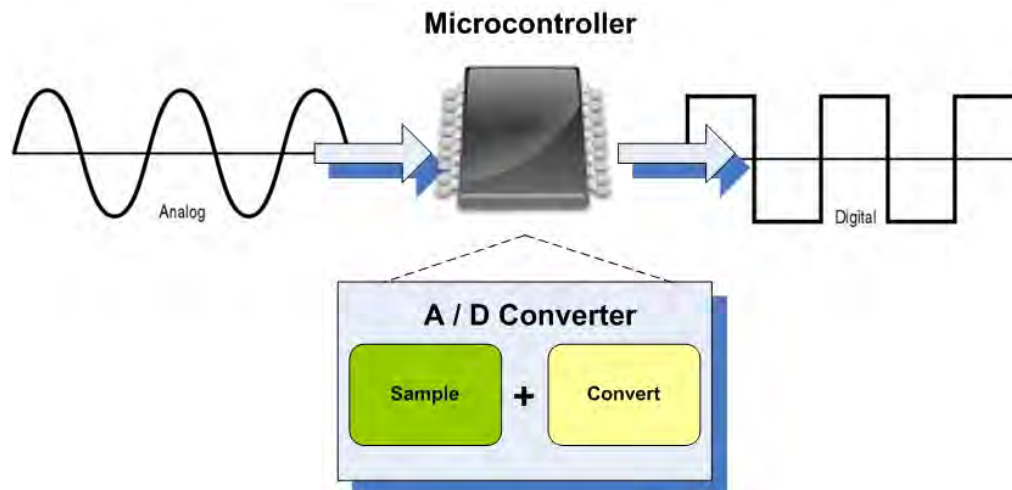 Microcontroller
Analog
Digital
A / D Converter
Sample + Convert